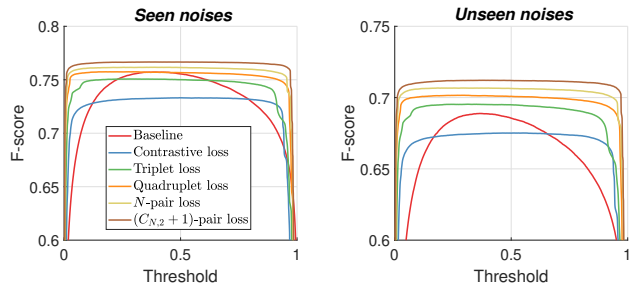 Seen noises
F-score
0.8
0.75
0.7
0.65
0.6
Baseline
Contrastive loss
Triplet loss
Quadruplet loss
N-pair loss
(C_{N,2} + 1)-pair loss
0
0.5
1
Threshold
Unseen noises
F-score
0.75
0.7
0.65
0.6
0
0.5
1
Threshold